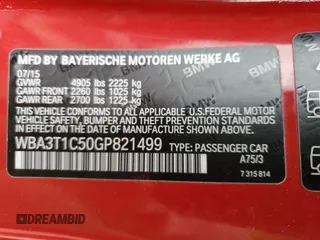 MFD BY BAYERISCHE MOTOREN WERKE AG
07/15
GVWR 4905 lbs 2225 kg
GAWR FRONT 2260 lbs 1025 kg
GAWR REAR 2700 lbs 1225 kg
THIS VEHICLE CONFORMS TO ALL APPLICABLE U.S. FEDERAL MOTOR
VEHICLE SAFETY, BUMPER, AND THEFT PREVENTION STANDARDS
IN EFFECT ON THE DATE OF MANUFACTURE SHOWN ABOVE.
WBA3T1C50GP821499 TYPE: PASSENGER CAR
A75/3
7 315 814
BMW
DREAMBID